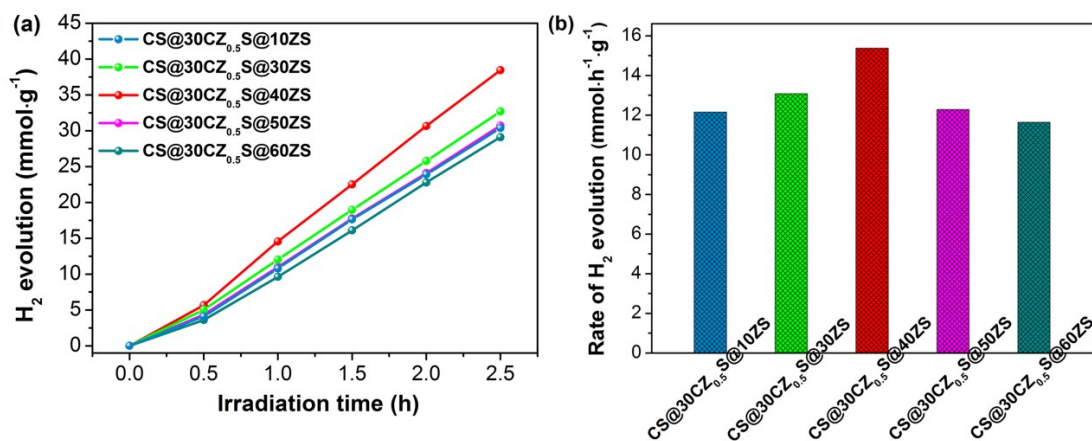 (a)
H₂ evolution (mmol·g⁻¹)
45
40
35
30
25
20
15
10
5
0
CS@30CZ₀.₅S@10ZS
CS@30CZ₀.₅S@30ZS
CS@30CZ₀.₅S@40ZS
CS@30CZ₀.₅S@50ZS
CS@30CZ₀.₅S@60ZS
0.0 0.5 1.0 1.5 2.0 2.5
Irradiation time (h)
(b)
Rate of H₂ evolution (mmol·h⁻¹·g⁻¹)
16
14
12
10
8
6
4
2
0
CS@30CZ₀.₅S@10ZS
CS@30CZ₀.₅S@30ZS
CS@30CZ₀.₅S@40ZS
CS@30CZ₀.₅S@50ZS
CS@30CZ₀.₅S@60ZS